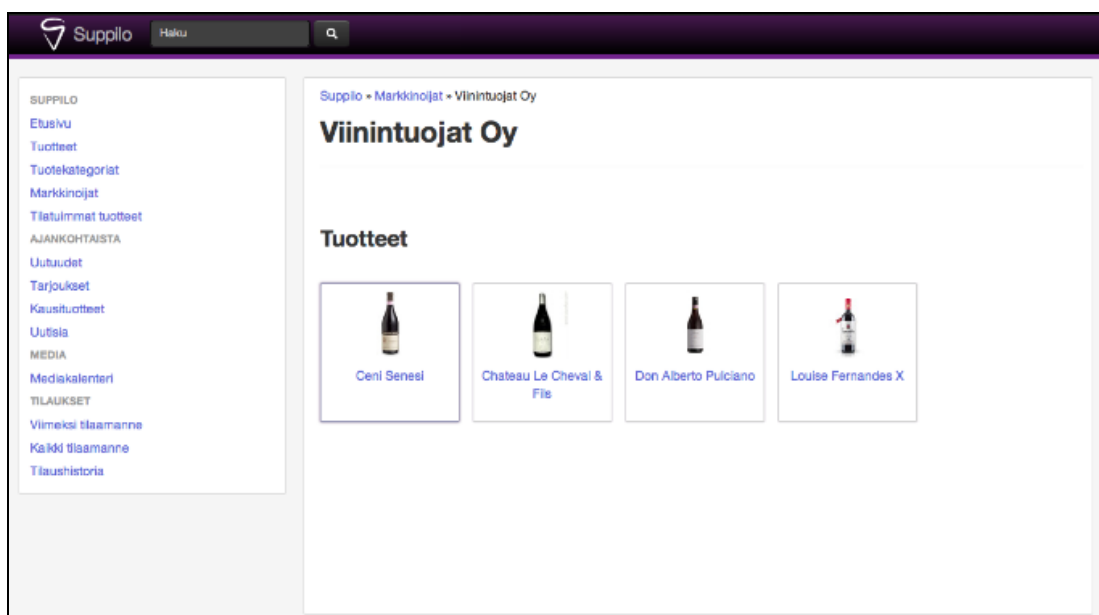 Suppilo
Haku
SUPPILO
Etusivu
Tuotteet
Tuotekategoriat
Markkinoijat
Tilatuimmat tuotteet
AJANKOHTAISTA
Uutuudet
Tarjoukset
Kausituotteet
Uutisia
MEDIA
Mediakalenteri
TILAUKSET
Viimeksi tilaamanne
Kaikki tilaamanne
Tilaushistoria
Suppilo » Markkinoijat » Viinintuojat Oy
Viinintuojat Oy
Tuotteet
Ceni Senesi
Chateau Le Cheval &
Fils
Don Alberto Pulciano
Louise Fernandes X